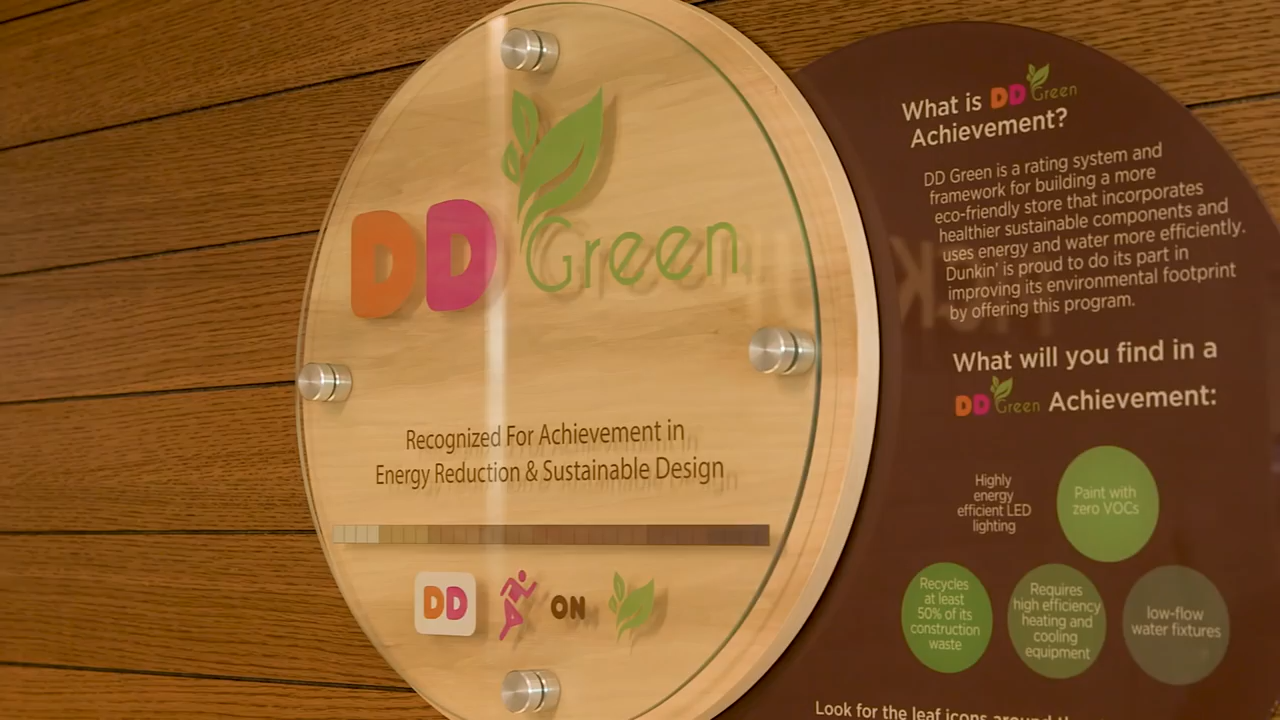 DD Green
Recognized For Achievement in
Energy Reduction & Sustainable Design
DD ON
What is DD Green
Achievement?
DD Green is a rating system and
framework for building a more
eco-friendly store that incorporates
healthier sustainable components and
uses energy and water more efficiently.
Dunkin' is proud to do its part in
improving its environmental footprint
by offering this program.
What will you find in a
DD Green Achievement:
Highly
energy
efficient LED
lighting
Paint with
zero VOCs
Recycles
at least
50% of its
construction
waste
Requires
high efficiency
heating and
cooling
equipment
low-flow
water fixtures
Look for the leaf icons around